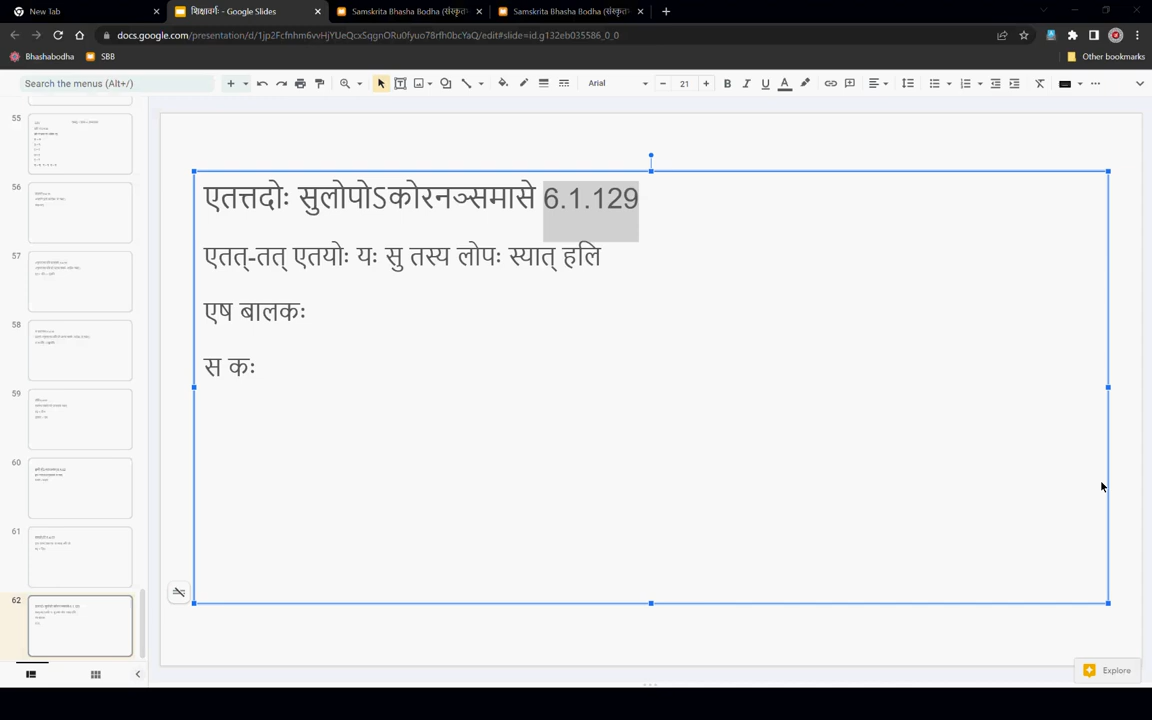 New Tab
शिक्षावर्गः - Google Slides
Samskrita Bhasha Bodha (संस्कृत
Samskrita Bhasha Bodha (संस्कृत
docs.google.com/presentation/d/1jp2Fcfnhm6vvHjYUeQcxSqgnORu0fyuo78rfh0bcYaQ/edit#slide=id.g132eb035586_0_0
Bhashabodha
SBB
Other bookmarks
Search the menus (Alt+/)
Arial
21
एतत्तदोः सुलोपोऽकोरनञ्समासे 6.1.129
एतत्-तत् एतयोः यः सु तस्य लोपः स्यात् हलि
एष बालकः
स कः
55
56
57
58
59
60
61
62
Explore